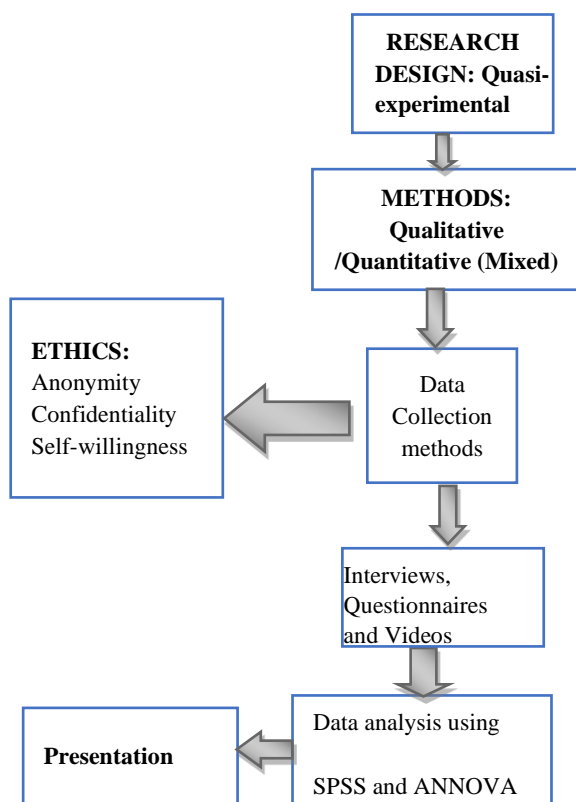 RESEARCH
DESIGN: Quasi-
experimental
METHODS:
Qualitative
/Quantitative (Mixed)
ETHICS:
Anonymity
Confidentiality
Self-willingness
Data
Collection
methods
Interviews,
Questionnaires
and Videos
Data analysis using
SPSS and ANNOVA
Presentation